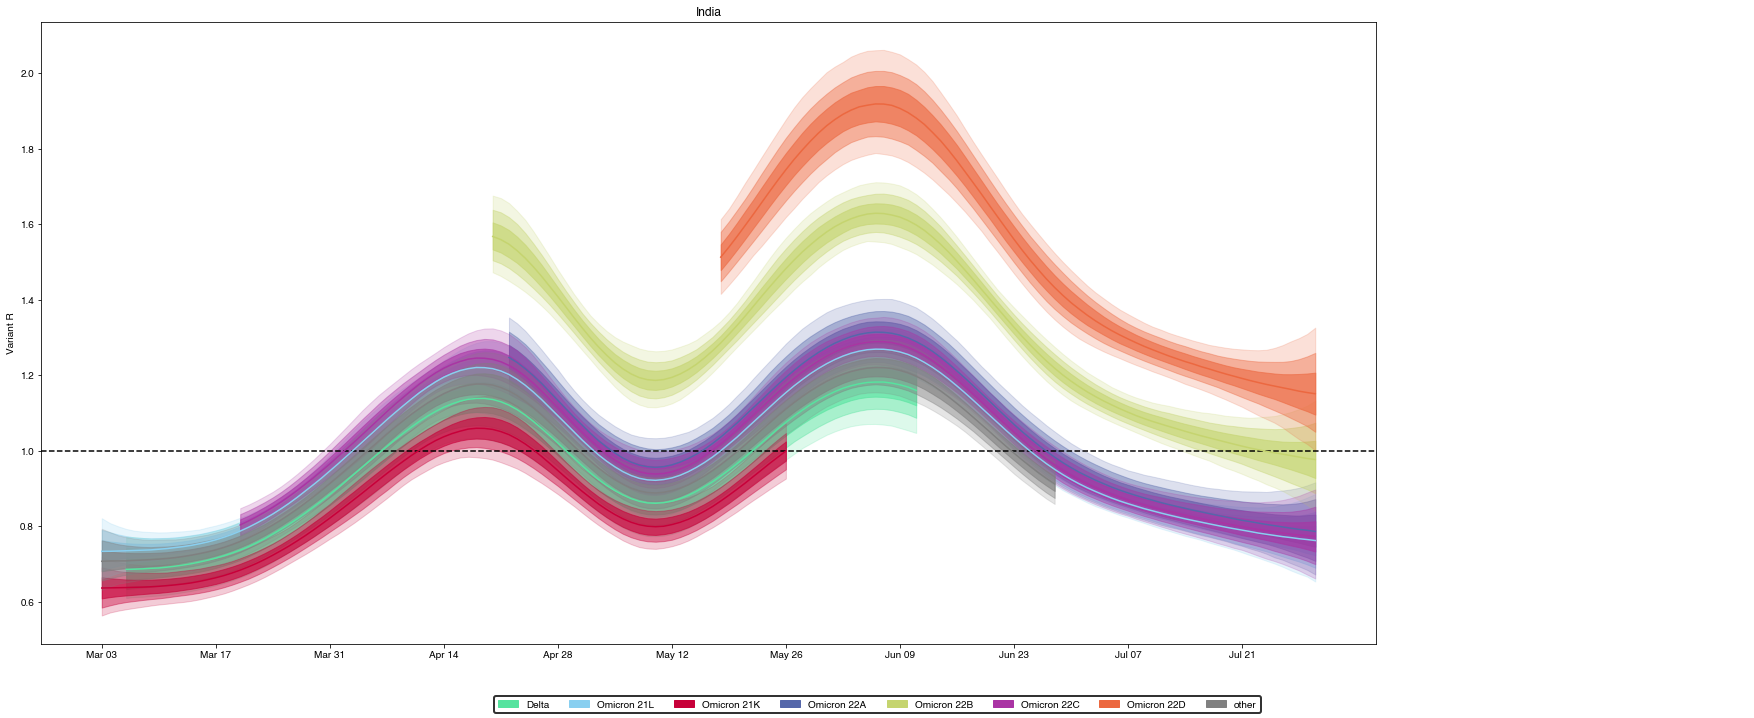 India
2.0
1.8
1.6
1.4
1.2
1.0
0.8
0.6
Variant R
Mar 03 Mar 17 Mar 31 Apr 14 Apr 28 May 12 May 26 Jun 09 Jun 23 Jul 07 Jul 21
Delta Omicron 21L Omicron 21K Omicron 22A Omicron 22B Omicron 22C Omicron 22D other